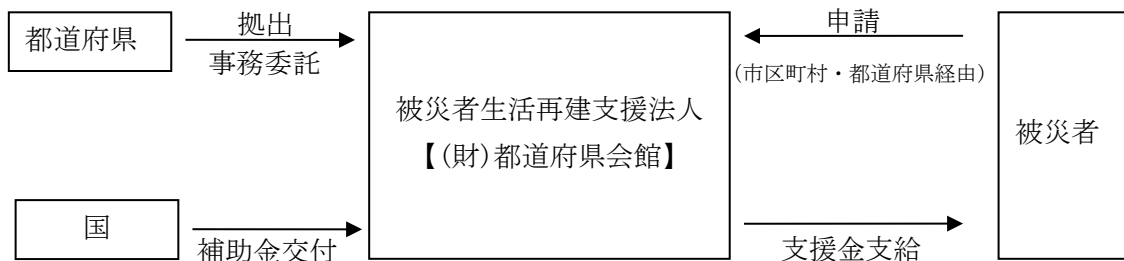 都道府県
拠出
事務委託
被災者生活再建支援法人
【(財)都道府県会館】
申請
(市区町村・都道府県経由)
被災者
国
補助金交付
支援金支給